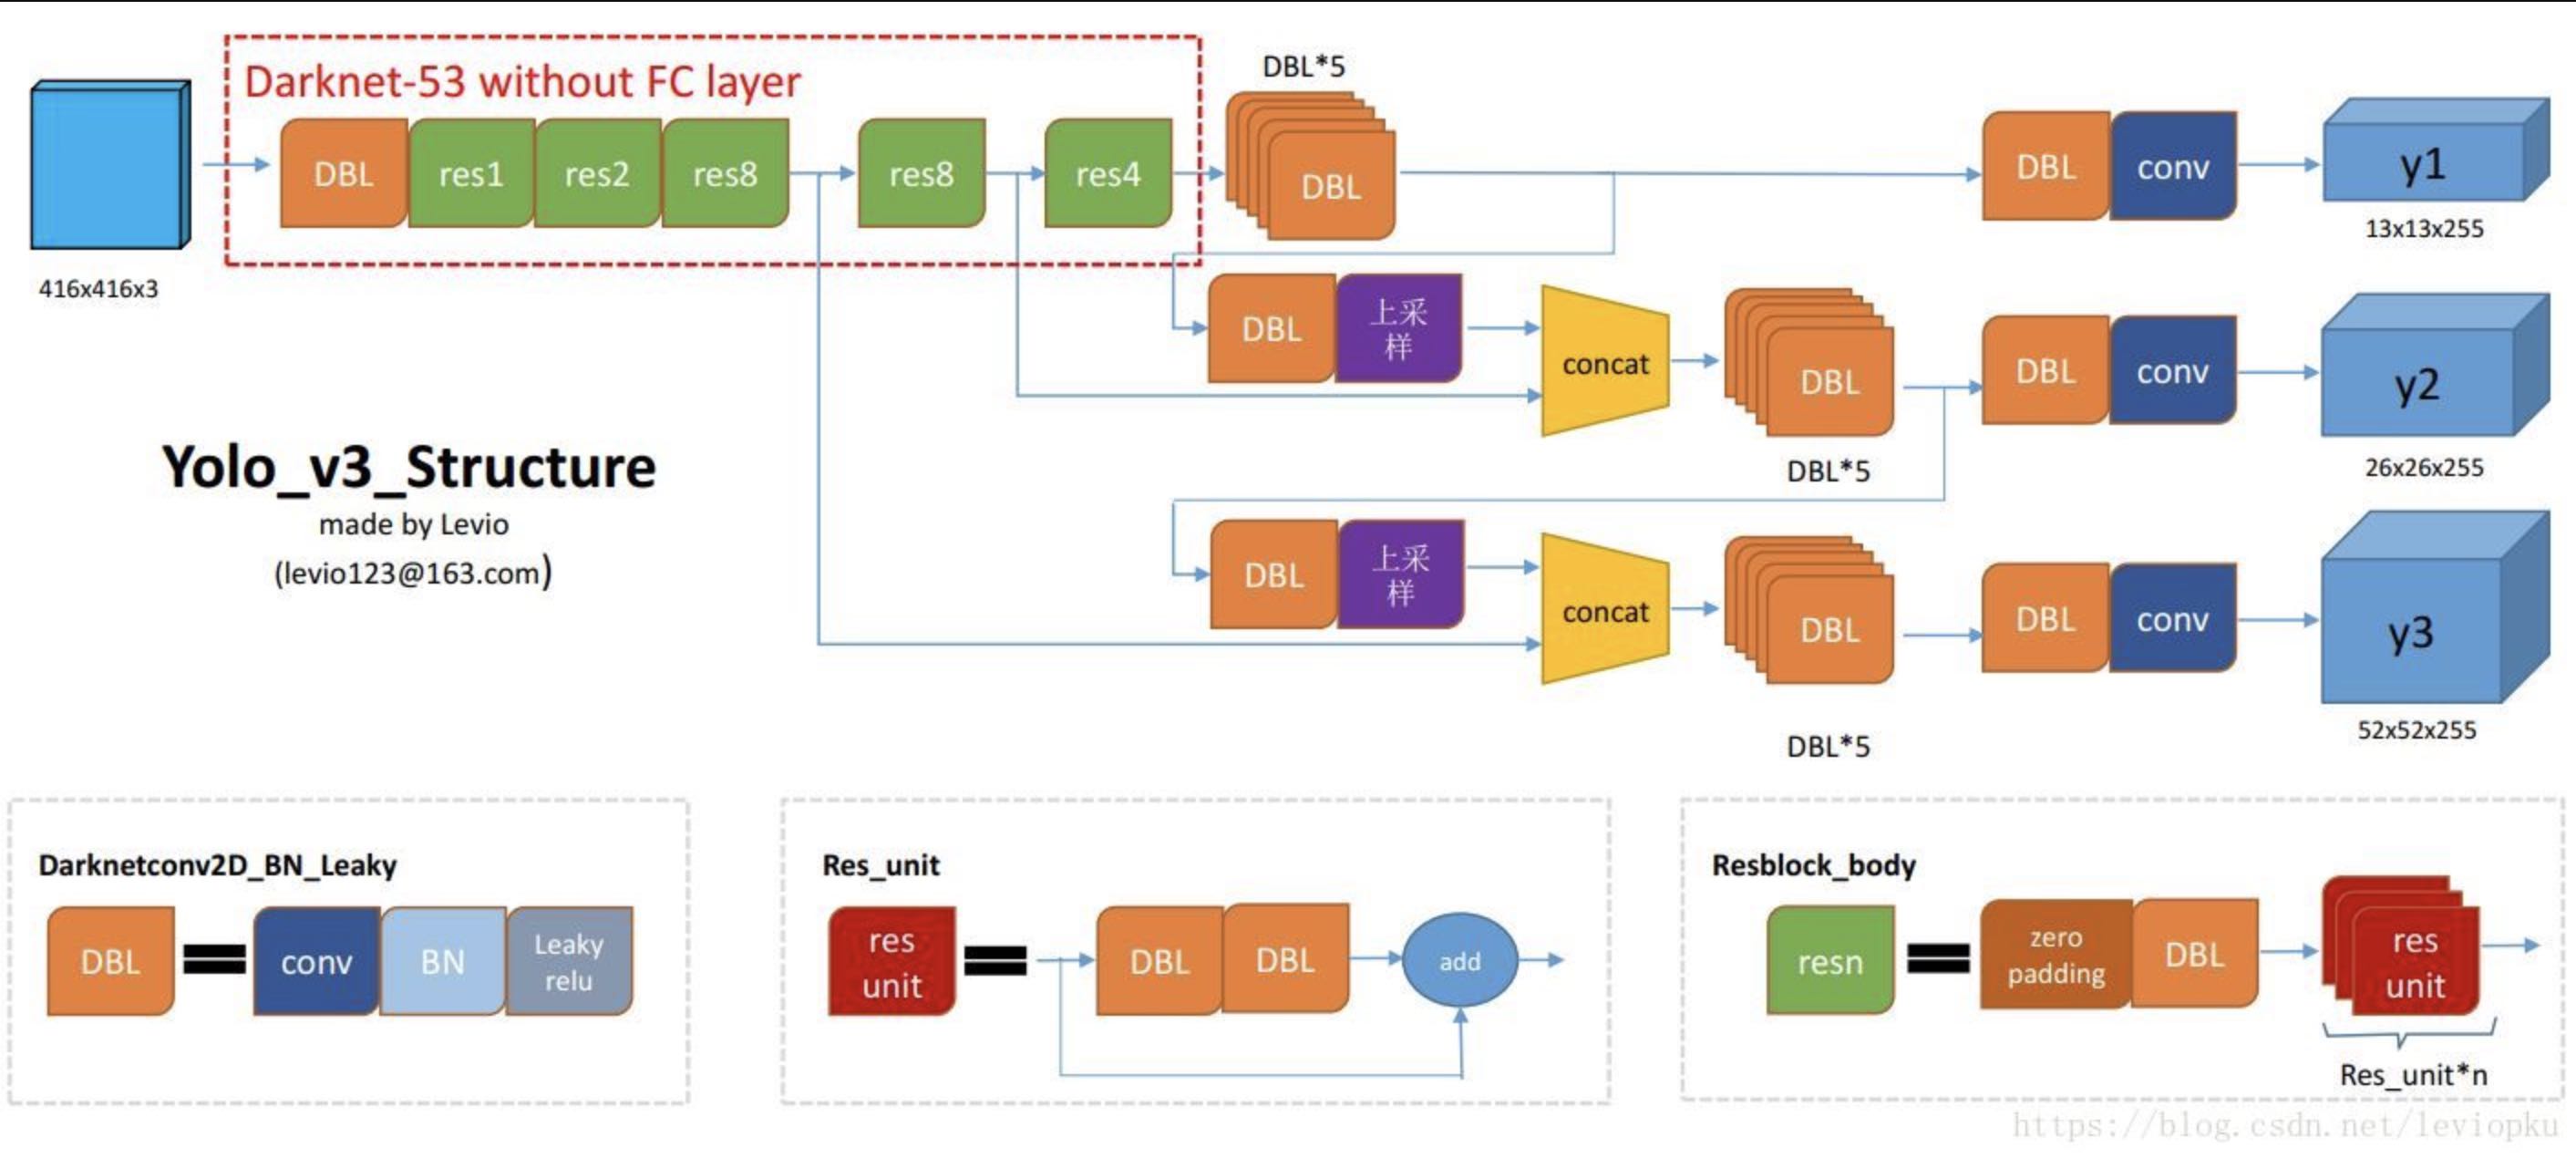 Darknet-53 without FC layer
DBL*5
DBL
res1
res2
res8
res8
res4
DBL
DBL
conv
y1
13x13x255
416x416x3
DBL
上采
样
concat
DBL
DBL
conv
y2
26x26x255
DBL*5
Yolo_v3_Structure
made by Levio
(levio123@163.com)
DBL
上采
样
concat
DBL
DBL
conv
y3
52x52x255
DBL*5
Darknetconv2D_BN_Leaky
DBL
conv
BN
Leaky
relu
Res_unit
res
unit
DBL
DBL
add
Resblock_body
resn
zero
padding
DBL
res
unit
Res_unit*n
https://blog.csdn.net/leviopku